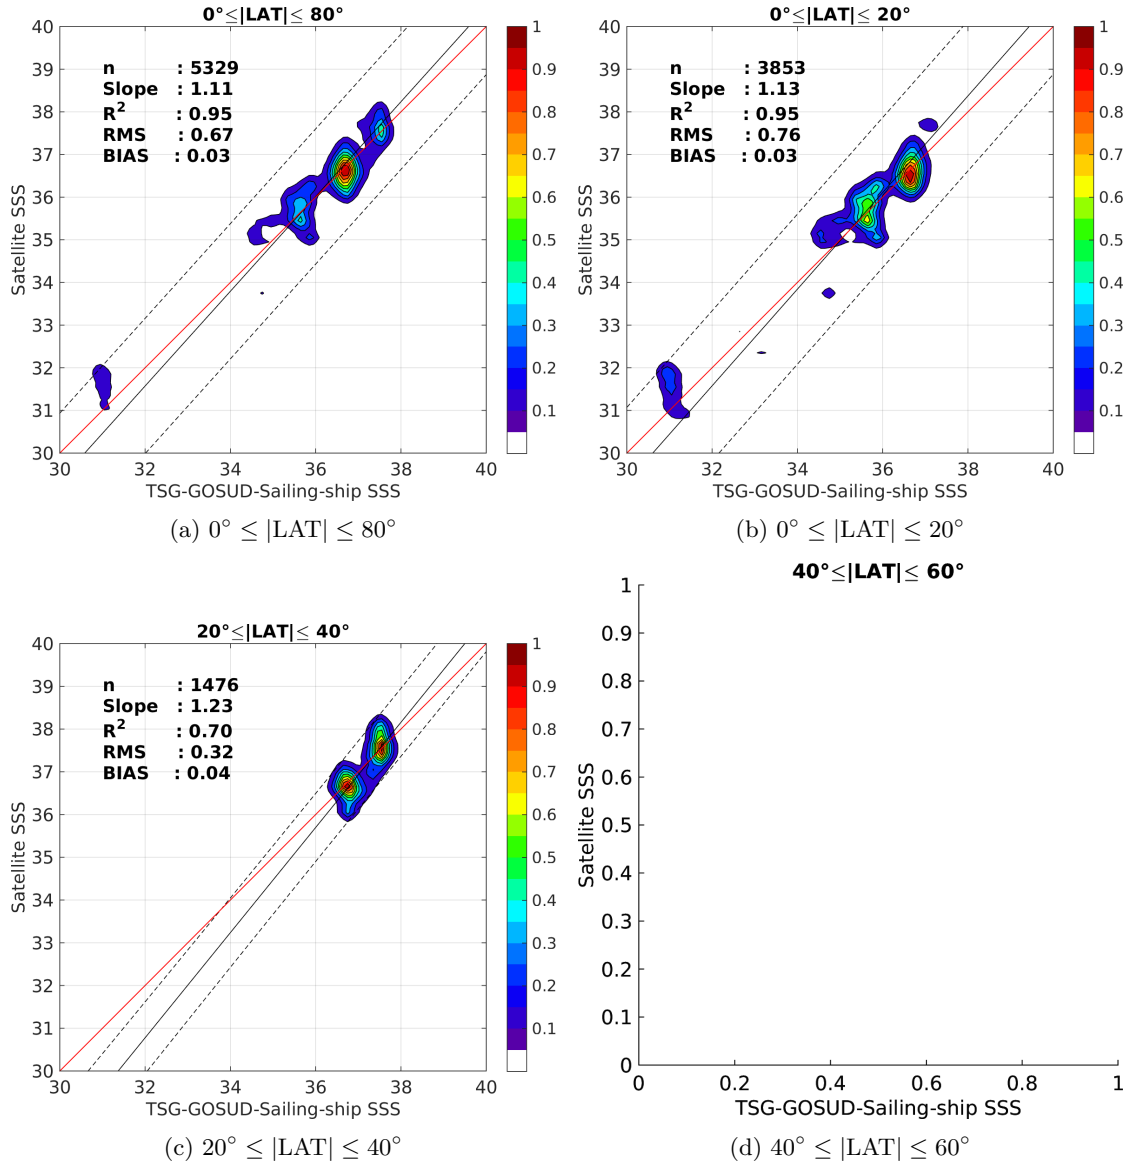 0°≤|LAT|≤ 80°
40
39
38
37
36
35
34
33
32
31
30
Satellite SSS
n : 5329
Slope : 1.11
R² : 0.95
RMS : 0.67
BIAS : 0.03
30 32 34 36 38 40
TSG-GOSUD-Sailing-ship SSS
1
0.9
0.8
0.7
0.6
0.5
0.4
0.3
0.2
0.1
(a) 0° ≤ |LAT| ≤ 80°
0°≤|LAT|≤ 20°
40
39
38
37
36
35
34
33
32
31
30
Satellite SSS
n : 3853
Slope : 1.13
R² : 0.95
RMS : 0.76
BIAS : 0.03
30 32 34 36 38 40
TSG-GOSUD-Sailing-ship SSS
1
0.9
0.8
0.7
0.6
0.5
0.4
0.3
0.2
0.1
(b) 0° ≤ |LAT| ≤ 20°
20°≤|LAT|≤ 40°
40
39
38
37
36
35
34
33
32
31
30
Satellite SSS
n : 1476
Slope : 1.23
R² : 0.70
RMS : 0.32
BIAS : 0.04
30 32 34 36 38 40
TSG-GOSUD-Sailing-ship SSS
1
0.9
0.8
0.7
0.6
0.5
0.4
0.3
0.2
0.1
(c) 20° ≤ |LAT| ≤ 40°
40°≤|LAT|≤ 60°
1
0.9
0.8
0.7
0.6
0.5
0.4
0.3
0.2
0.1
0
Satellite SSS
0 0.2 0.4 0.6 0.8 1
TSG-GOSUD-Sailing-ship SSS
(d) 40° ≤ |LAT| ≤ 60°